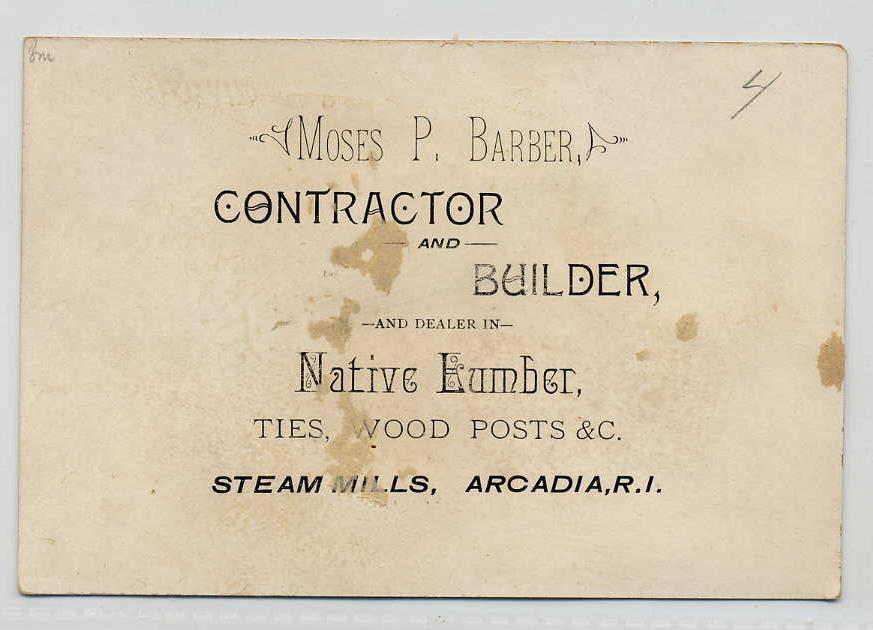 4
MOSES P. BARBER,
CONTRACTOR
AND
BUILDER,
—AND DEALER IN—
Native Lumber,
TIES, WOOD POSTS &C.
STEAM MILLS, ARCADIA, R.I.